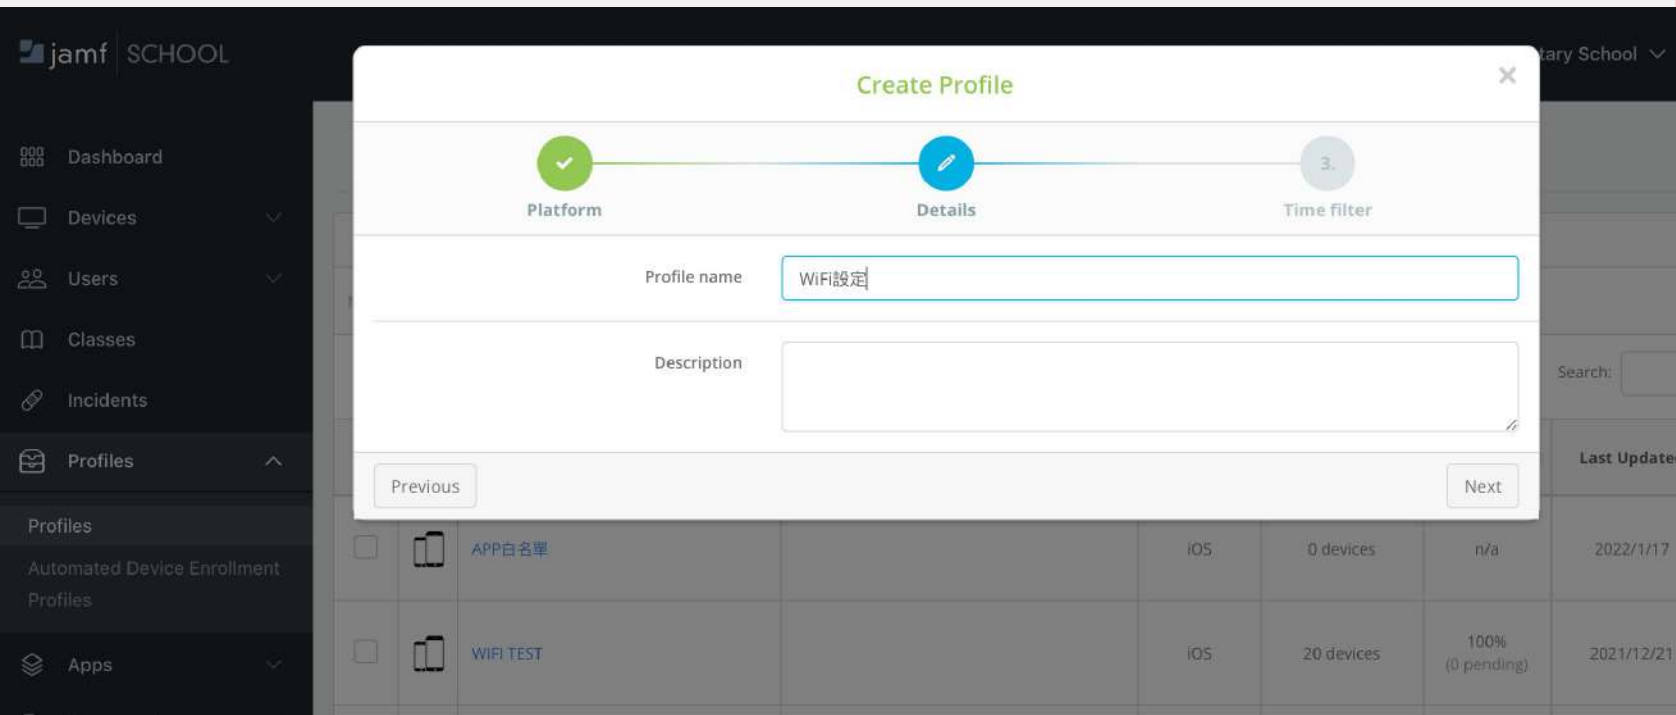 jamf SCHOOL
tary School
Create Profile
Platform
Details
3.
Time filter
Profile name
WiFi設定
Description
Previous
Next
Dashboard
Devices
Users
Classes
Incidents
Profiles
Profiles
Automated Device Enrollment
Profiles
Apps
Search:
Last Update
APP白名單
iOS
0 devices
n/a
2022/1/17
WIFI TEST
iOS
20 devices
100%
(0 pending)
2021/12/21